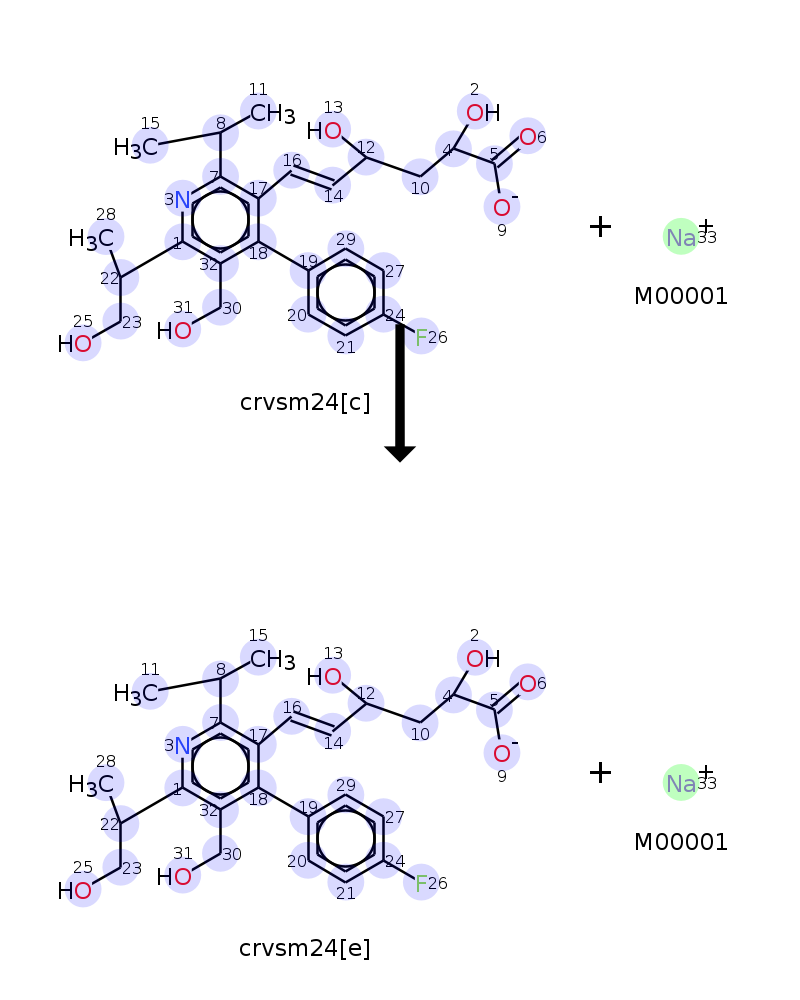 11
15
8
CH3
H3C
13
HO
2
OH
12
4
5
O 6
16
7
17
14
10
O-
9
3 N
28
H3C
1
18
32
29
19
27
22
31
HO
30
25
HO
23
20
24
21
F 26
+
Na+ 33
M00001
crvsm24[c]
15
11
8
CH3
H3C
13
HO
2
OH
12
4
5
O 6
16
7
17
14
10
O-
9
3 N
28
H3C
1
18
32
29
19
27
22
31
HO
30
25
HO
23
20
24
21
F 26
+
Na+ 33
M00001
crvsm24[e]